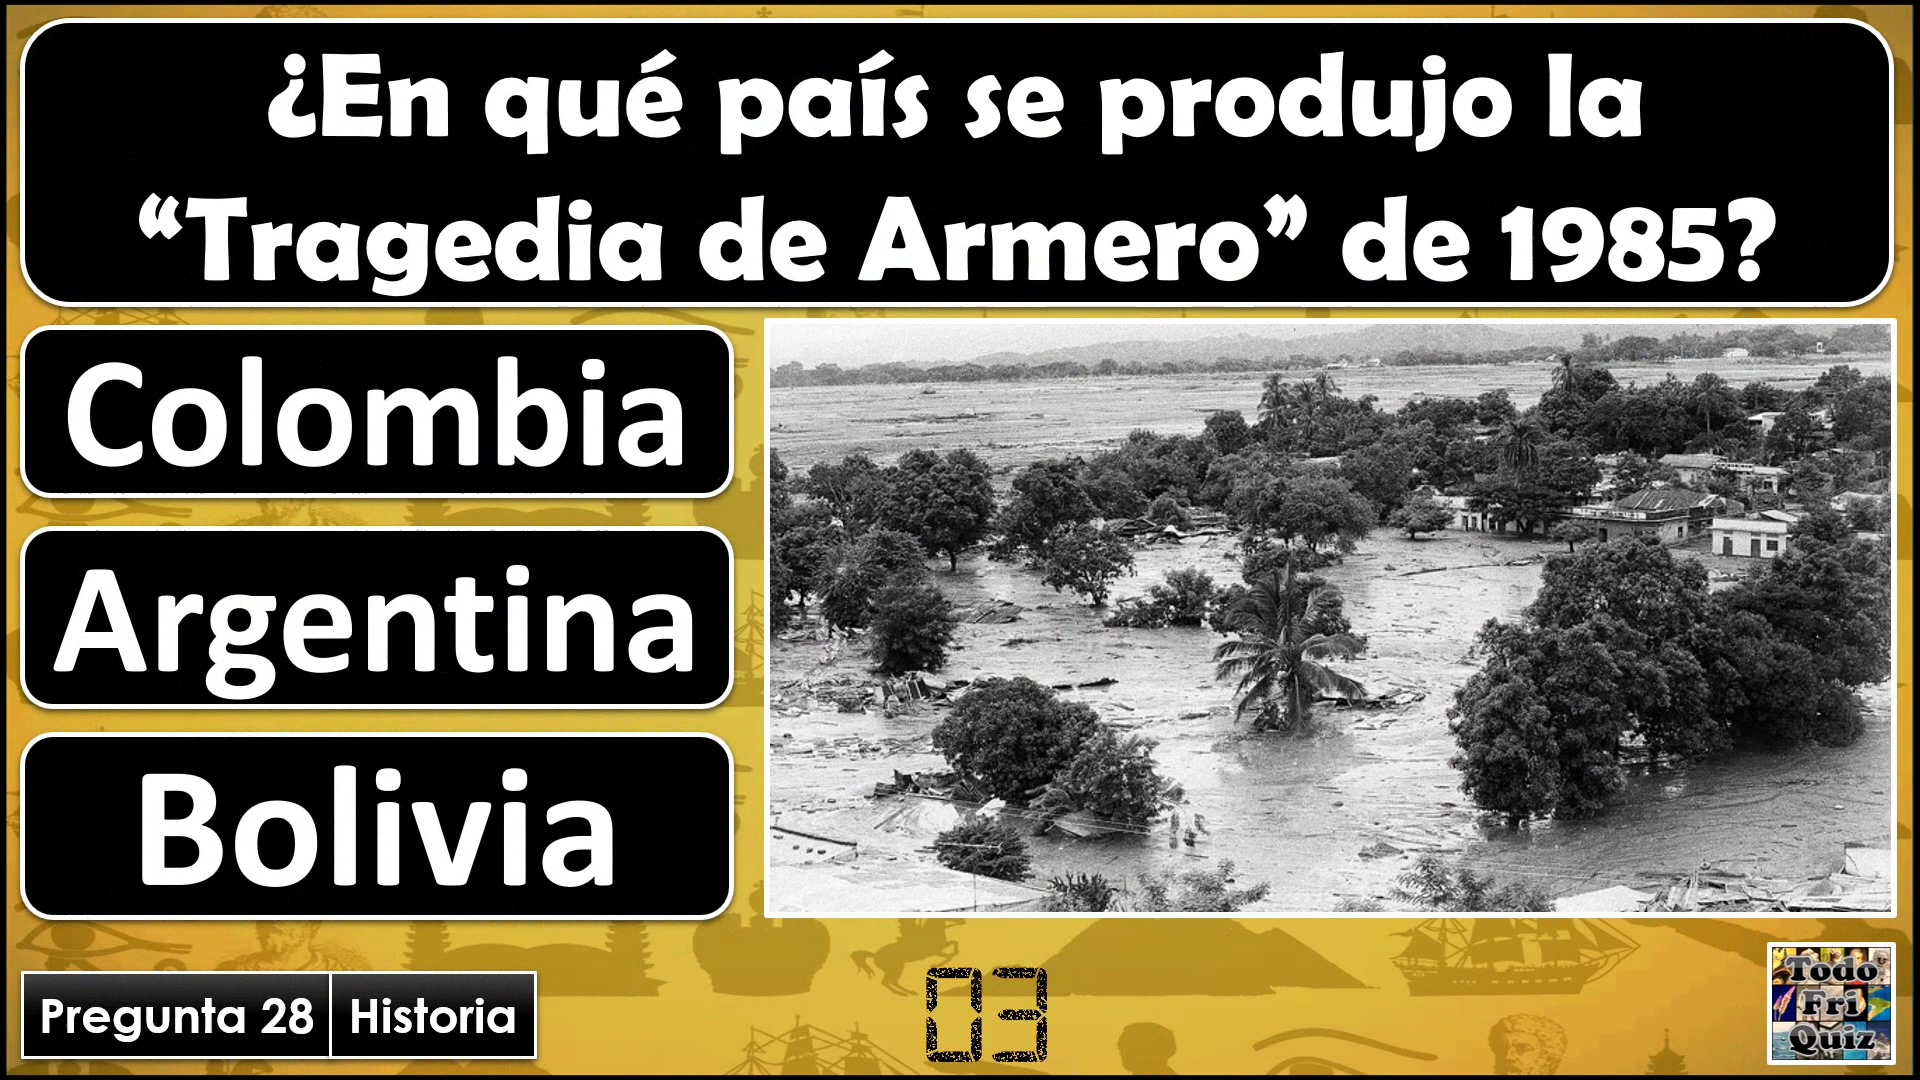 ¿En qué país se produjo la
“Tragedia de Armero” de 1985?
Colombia
Argentina
Bolivia
Pregunta 28
Historia
03
Todo
Fri
Quiz